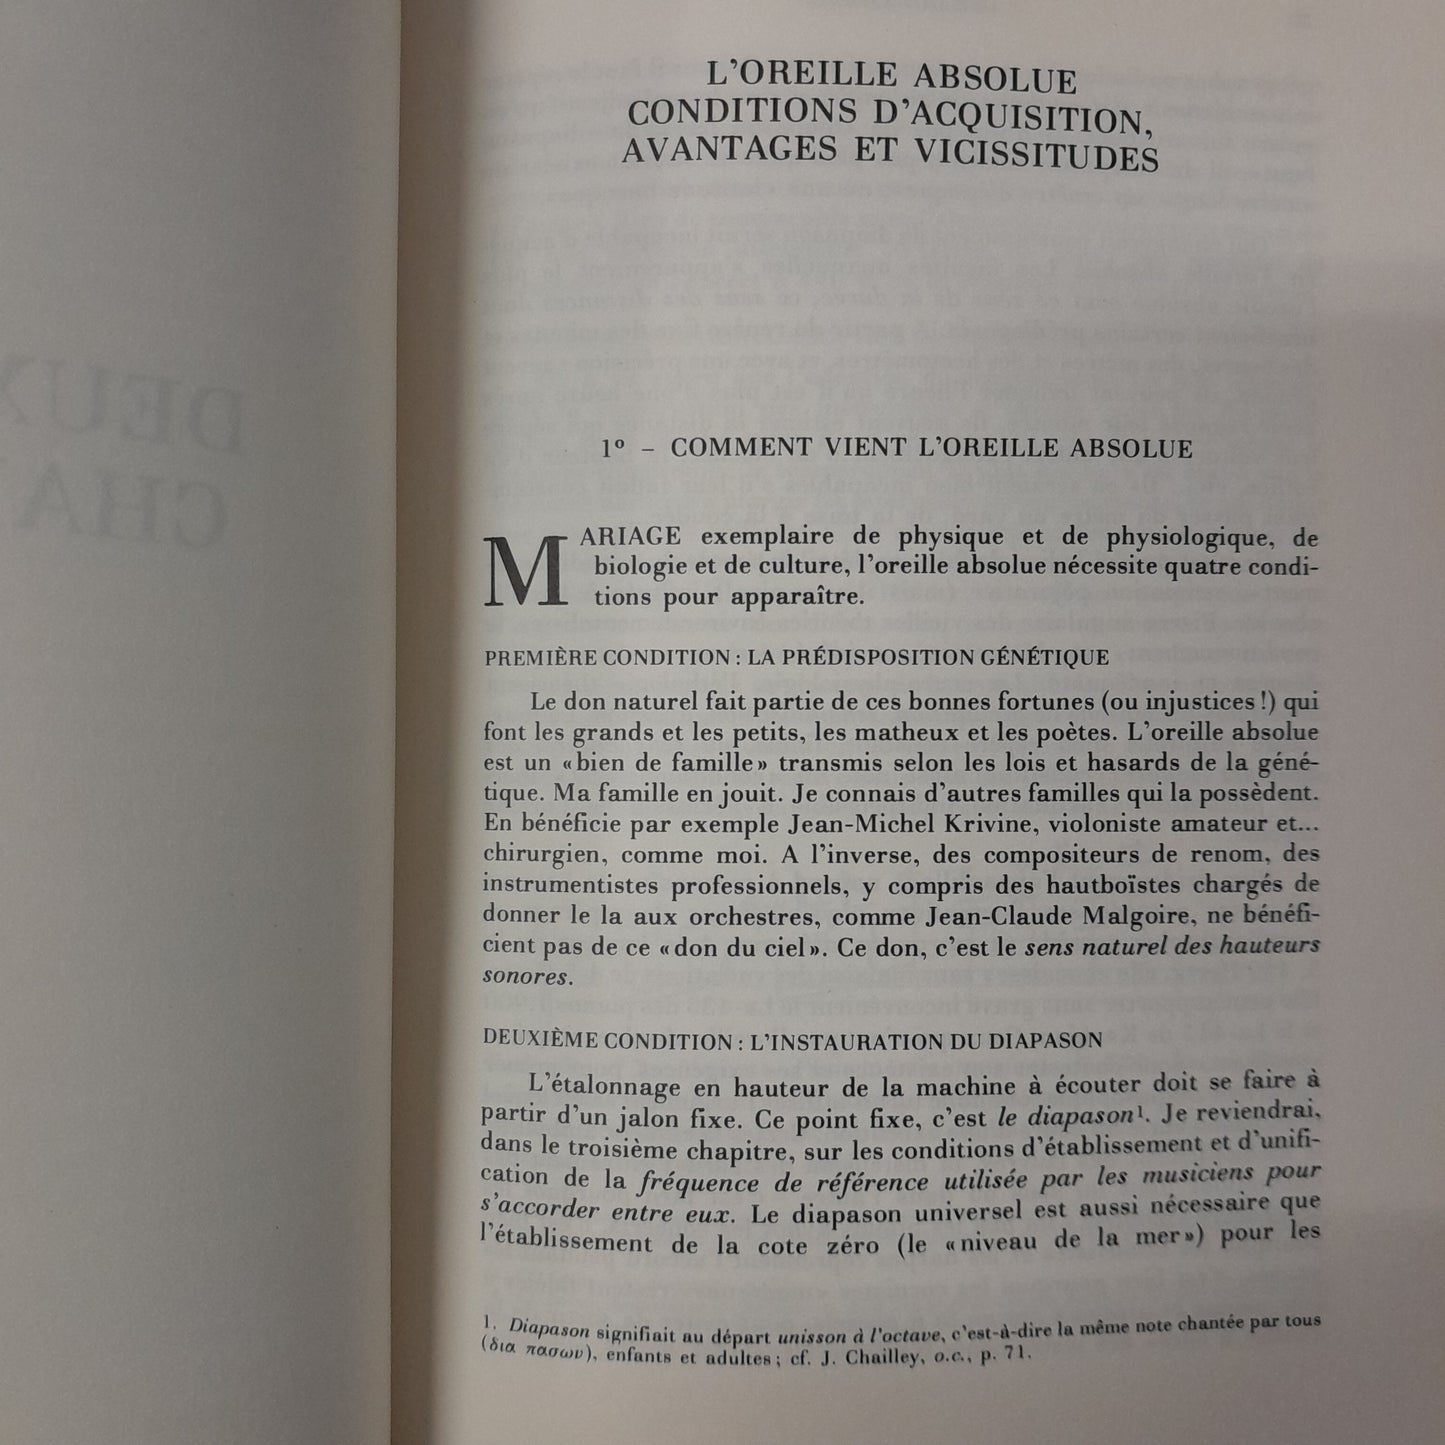 L'OREILLE ABSOLUE
CONDITIONS D'ACQUISITION,
AVANTAGES ET VICISSITUDES
1º – COMMENT VIENT L'OREILLE ABSOLUE
MARIAGE exemplaire de physique et de physiologique, de
biologie et de culture, l'oreille absolue nécessite quatre condi-
tions pour apparaître.
PREMIÈRE CONDITION : LA PRÉDISPOSITION GÉNÉTIQUE
Le don naturel fait partie de ces bonnes fortunes (ou injustices !) qui
font les grands et les petits, les matheux et les poètes. L'oreille absolue
est un « bien de famille » transmis selon les lois et hasards de la géné-
tique. Ma famille en jouit. Je connais d'autres familles qui la possèdent.
En bénéficie par exemple Jean-Michel Krivine, violoniste amateur et...
chirurgien, comme moi. A l'inverse, des compositeurs de renom, des
instrumentistes professionnels, y compris des hautboïstes chargés de
donner le la aux orchestres, comme Jean-Claude Malgoire, ne bénéfi-
cient pas de ce « don du ciel ». Ce don, c'est le sens naturel des hauteurs
sonores.
DEUXIÈME CONDITION : L'INSTAURATION DU DIAPASON
L'étalonnage en hauteur de la machine à écouter doit se faire à
partir d'un jalon fixe. Ce point fixe, c'est le diapason¹. Je reviendrai,
dans le troisième chapitre, sur les conditions d'établissement et d'unifi-
cation de la fréquence de référence utilisée par les musiciens pour
s'accorder entre eux. Le diapason universel est aussi nécessaire que
l'établissement de la cote zéro (le « niveau de la mer ») pour les
1. Diapason signifiait au départ unisson à l'octave, c'est-à-dire la même note chantée par tous
(δια πασων), enfants et adultes ; cf. J. Chailley, o.c., p. 71.